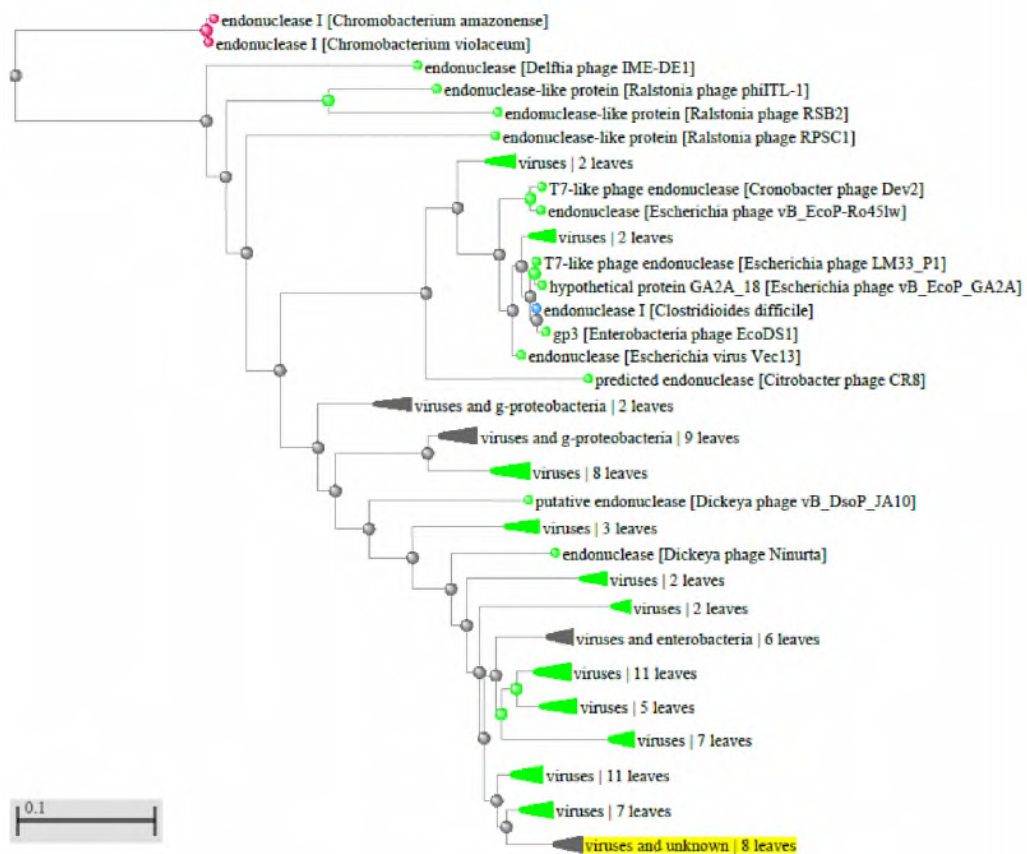 endonuclease I [Chromobacterium amazonense]
endonuclease I [Chromobacterium violaceum]
endonuclease [Delftia phage IME-DE1]
endonuclease-like protein [Ralstonia phage phiITL-1]
endonuclease-like protein [Ralstonia phage RSB2]
endonuclease-like protein [Ralstonia phage RPSC1]
viruses | 2 leaves
T7-like phage endonuclease [Cronobacter phage Dev2]
endonuclease [Escherichia phage vB_EcoP-Ro45lw]
viruses | 2 leaves
T7-like phage endonuclease [Escherichia phage LM33_P1]
hypothetical protein GA2A_18 [Escherichia phage vB_EcoP_GA2A]
endonuclease I [Clostridioides difficile]
gp3 [Enterobacteria phage EcoDS1]
endonuclease [Escherichia virus Vec13]
predicted endonuclease [Citrobacter phage CR8]
viruses and g-proteobacteria | 2 leaves
viruses and g-proteobacteria | 9 leaves
viruses | 8 leaves
putative endonuclease [Dickeya phage vB_DsoP_JA10]
viruses | 3 leaves
endonuclease [Dickeya phage Ninurta]
viruses | 2 leaves
viruses | 2 leaves
viruses and enterobacteria | 6 leaves
viruses | 11 leaves
viruses | 5 leaves
viruses | 7 leaves
viruses | 11 leaves
viruses | 7 leaves
viruses and unknown | 8 leaves
0.1